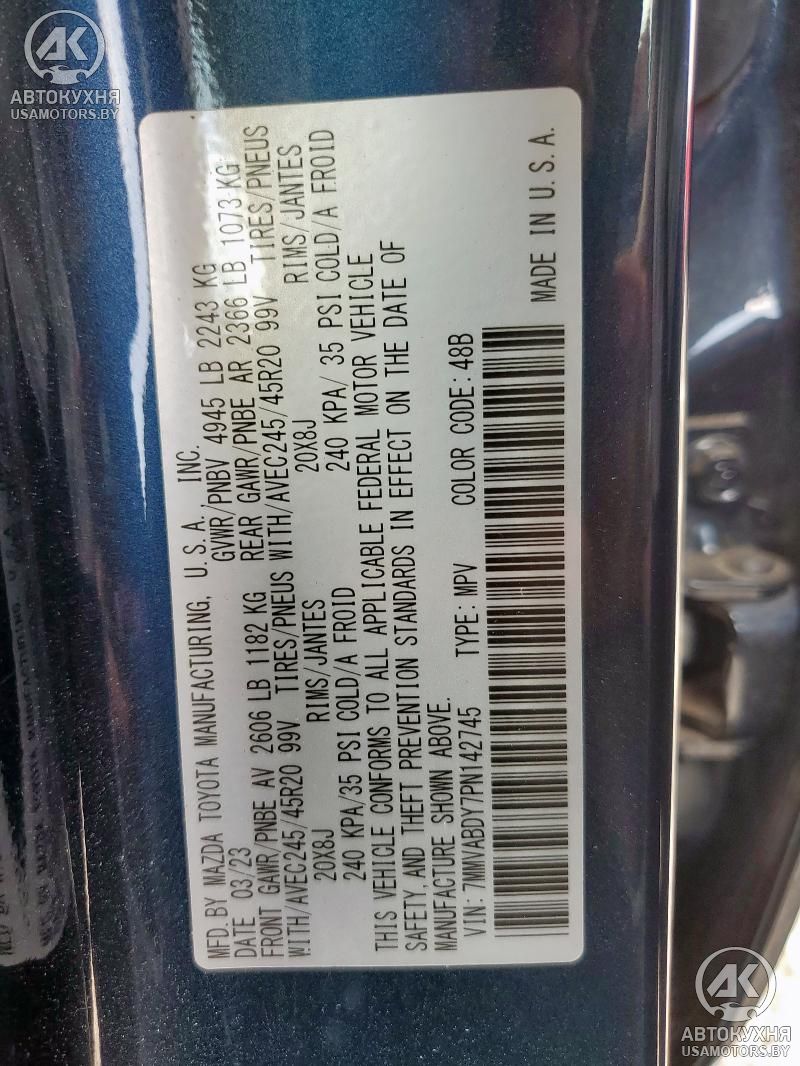 AK
АВТОКУХНЯ
USAMOTORS.BY
MFD. BY MAZDA TOYOTA MANUFACTURING, U.S.A. INC.
DATE 03/23 GVWR/PNBV 4945 LB 2243 KG
FRONT GAWR/PNBE AV 2606 LB 1182 KG REAR GAWR/PNBE AR 2366 LB 1073 KG
WITH/AVEC245/45R20 99V TIRES/PNEUS WITH/AVEC245/45R20 99V TIRES/PNEUS
20X8J RIMS/JANTES 20X8J RIMS/JANTES
240 KPA/35 PSI COLD/A FROID 240 KPA/ 35 PSI COLD/A FROID
THIS VEHICLE CONFORMS TO ALL APPLICABLE FEDERAL MOTOR VEHICLE
SAFETY, AND THEFT PREVENTION STANDARDS IN EFFECT ON THE DATE OF
MANUFACTURE SHOWN ABOVE.
VIN:7MMVABDY7PN142745 TYPE: MPV COLOR CODE: 48B
MADE IN U.S.A.
AK
АВТОКУХНЯ
USAMOTORS.BY